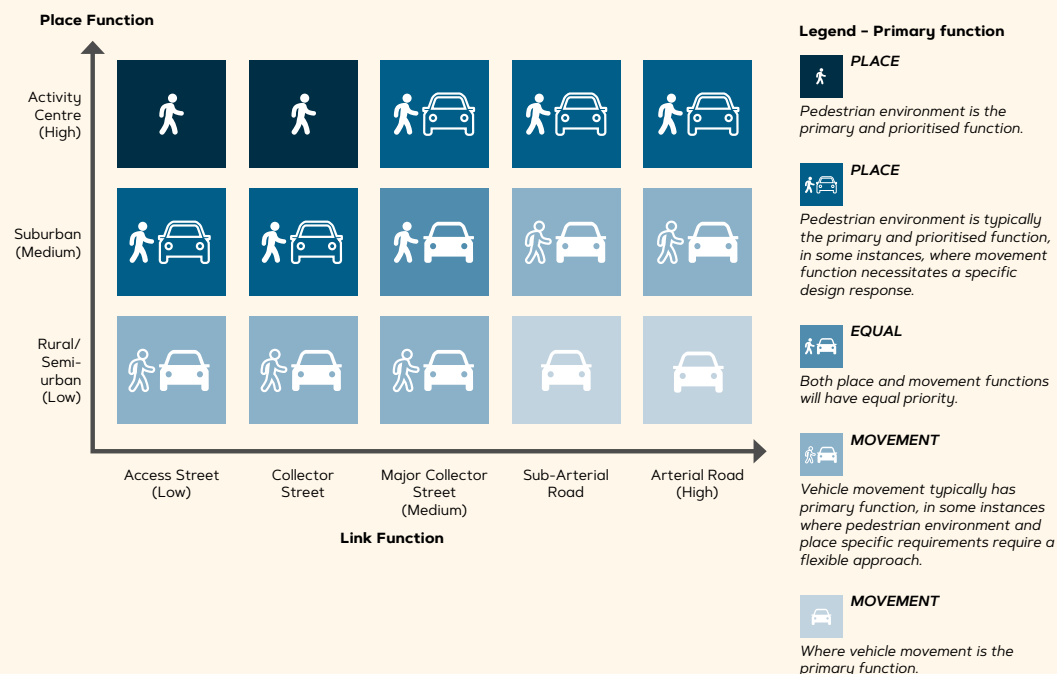 Place Function
Activity
Centre
(High)
Suburban
(Medium)
Rural/
Semi-
urban
(Low)
Access Street
(Low)
Collector
Street
Major Collector
Street
(Medium)
Sub-Arterial
Road
Arterial Road
(High)
Link Function
Legend – Primary function
PLACE
Pedestrian environment is the
primary and prioritised function.
PLACE
Pedestrian environment is typically
the primary and prioritised function,
in some instances, where movement
function necessitates a specific
design response.
EQUAL
Both place and movement functions
will have equal priority.
MOVEMENT
Vehicle movement typically has
primary function, in some instances
where pedestrian environment and
place specific requirements require a
flexible approach.
MOVEMENT
Where vehicle movement is the
primary function.